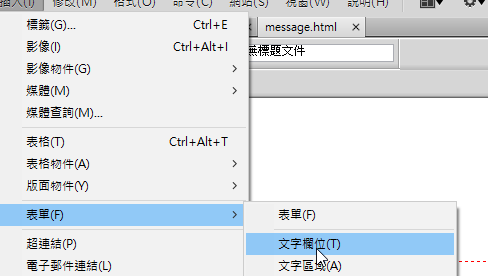 插入(I) 修改(M) 格式(O) 命令(C) 站台(S) 視窗(W) 說明(H)
message.html
無標題文件
標籤(G)... Ctrl+E
影像(I) Ctrl+Alt+I
影像物件(G)
媒體(M)
媒體查詢(M)...
表格(T) Ctrl+Alt+T
表格物件(A)
版面物件(Y)
表單(F)
表單(F)
超連結(P)
文字欄位(T)
電子郵件連結(L)
文字區域(A)